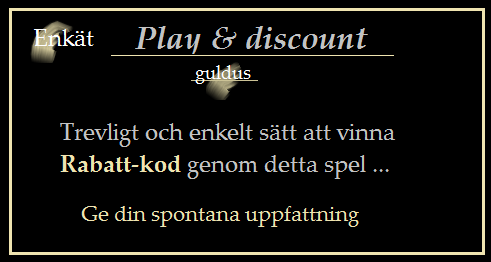 Enkät Play & discount
guldus
Trevligt och enkelt sätt att vinna
Rabatt-kod genom detta spel ...
Ge din spontana uppfattning